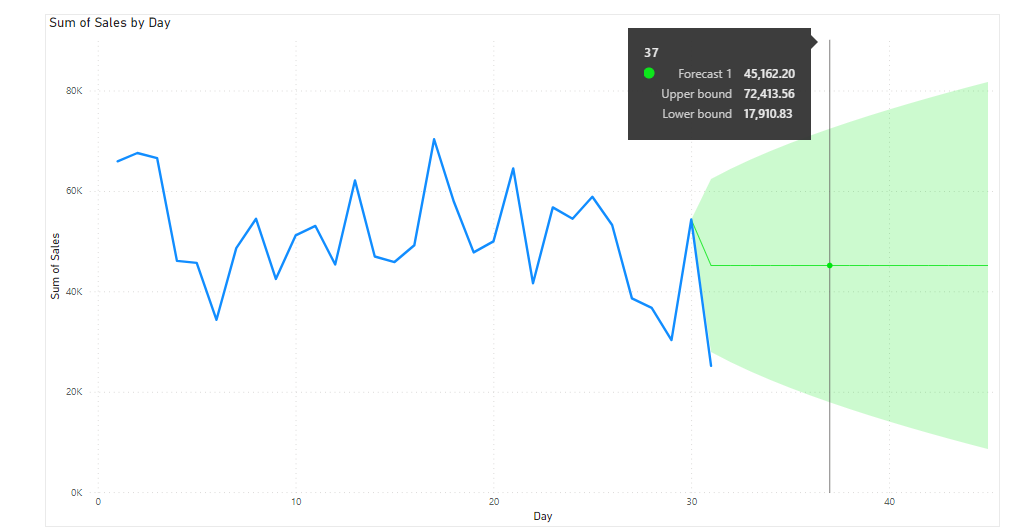 Sum of Sales by Day
37
Forecast 1 45,162.20
Upper bound 72,413.56
Lower bound 17,910.83
80K
60K
40K
20K
0K
Sum of Sales
0 10 20 30 40
Day